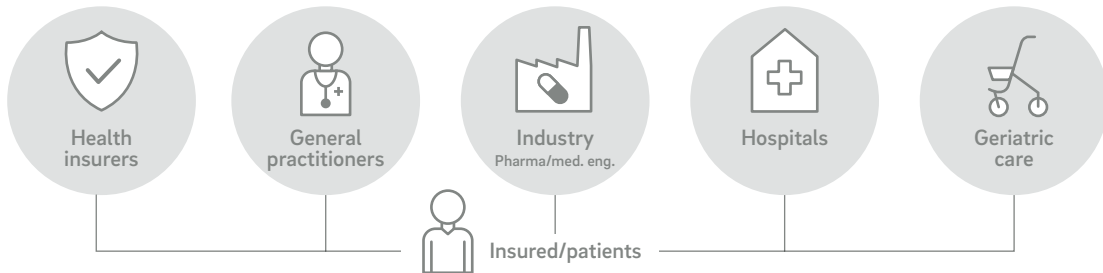 Health
insurers
General
practitioners
Industry
Pharma/med. eng.
Hospitals
Geriatric
care
Insured/patients